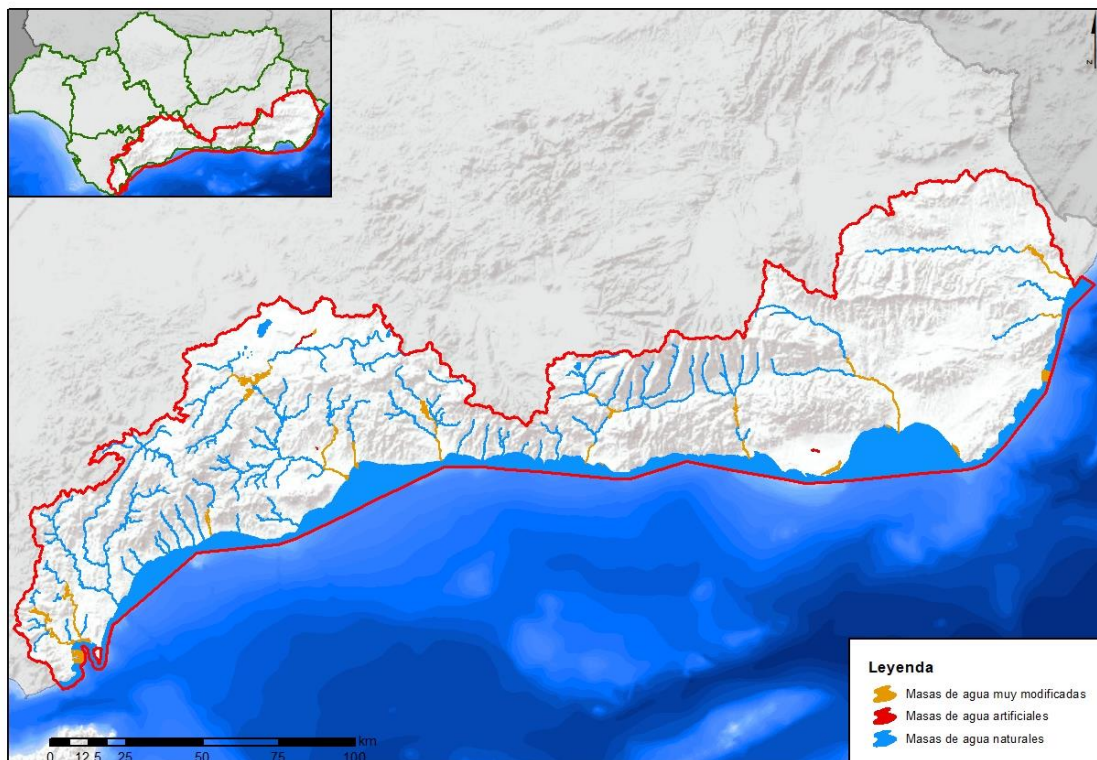 N
Leyenda
Masas de agua muy modificadas
Masas de agua artificiales
Masas de agua naturales
km
0 12,5 25 50 75 100